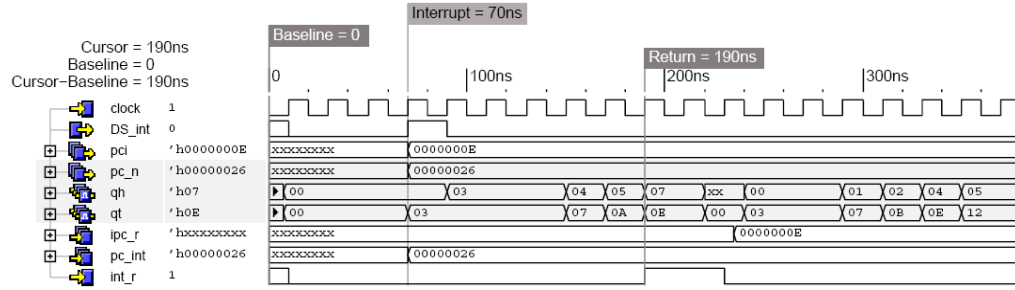 Interrupt = 70ns
Baseline = 0
Cursor = 190ns
Baseline = 0
Cursor-Baseline = 190ns
Return = 190ns
0 100ns 200ns 300ns
clock 1
DS_int 0
pci 'h0000000E xxxxxxxx 0000000E
pc_n 'h00000026 xxxxxxxx 00000026
qh 'h07 00 03 04 05 07 xx 00 01 02 04 05
qt 'h0E 00 03 07 0A 0E 00 03 07 0B 0E 12
ipc_r 'hxxxxxxxx xxxxxxxx 0000000E
pc_int 'h00000026 xxxxxxxx 00000026
int_r 1